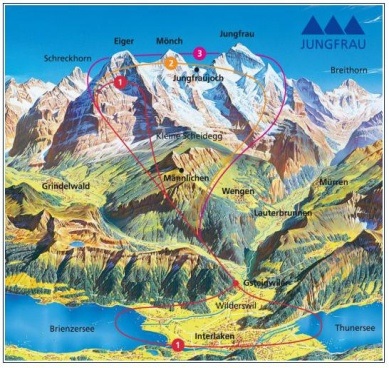 Eiger
Mönch
Jungfrau
3
JUNGFRAU
Schreckhorn
2
Breithorn
1
Jungfraujoch
Kleine Scheidegg
Grindelwald
Männlichen
Wengen
Mürren
Lauterbrunnen
Gsteigwiler
Wilderswil
Brienzersee
Thunersee
Interlaken
1